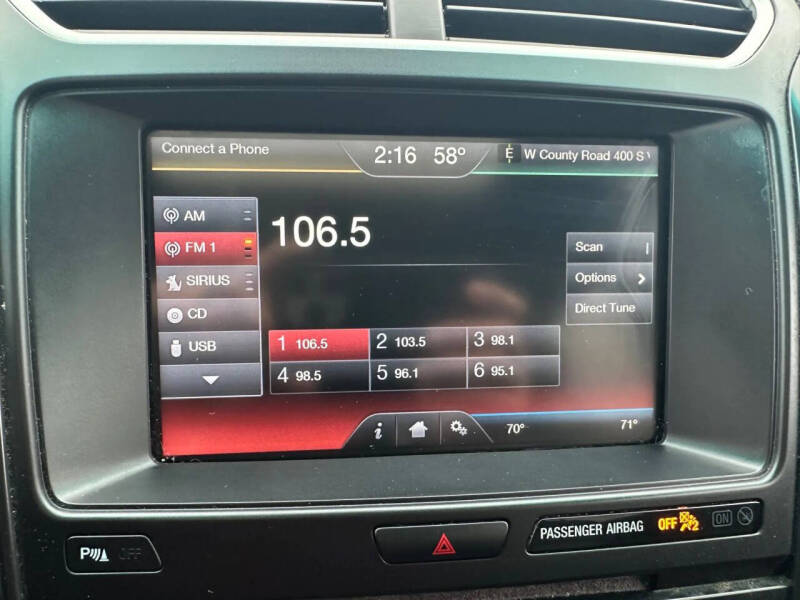 Connect a Phone
2:16 58°
E W County Road 400 S
AM
106.5
FM 1
Scan
SIRIUS
Options
CD
Direct Tune
USB
1 106.5 2 103.5 3 98.1
4 98.5 5 96.1 6 95.1
i
70° 71°
P OFF
PASSENGER AIRBAG OFF 2 ON